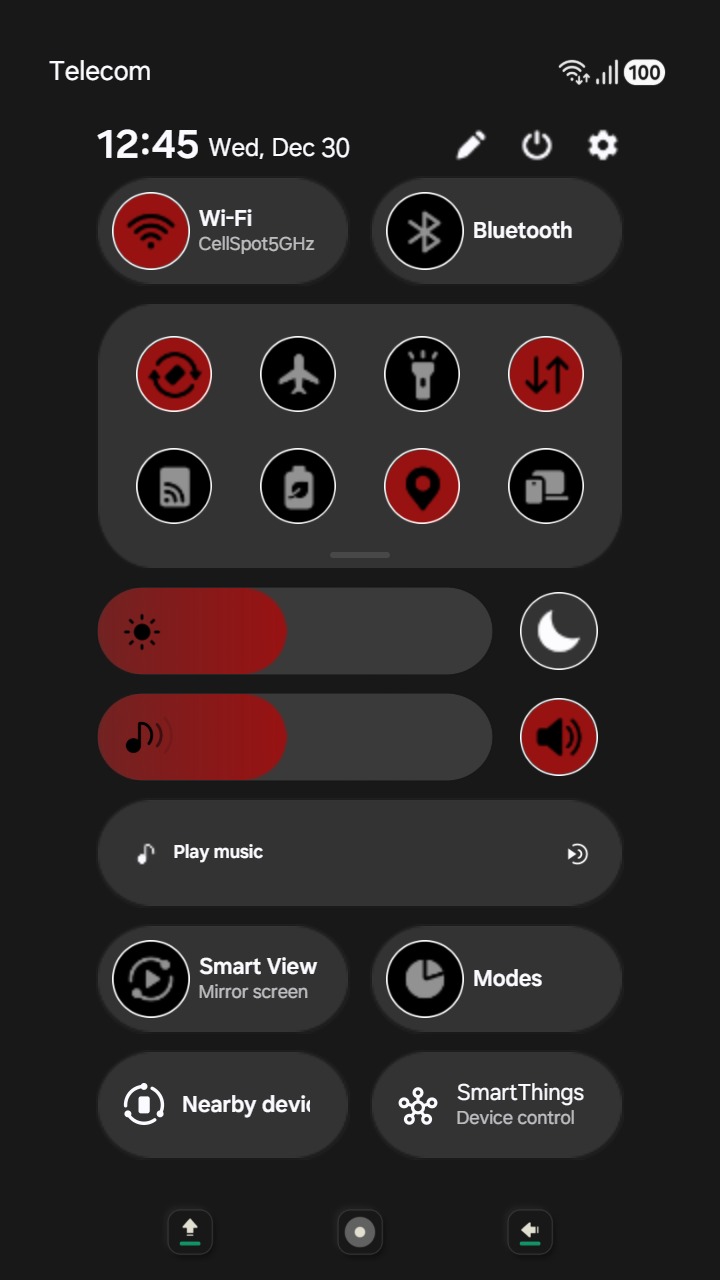 Telecom
100
12:45 Wed, Dec 30
Wi-Fi
CellSpot5GHz
Bluetooth
Play music
Smart View
Mirror screen
Modes
Nearby devi
SmartThings
Device control